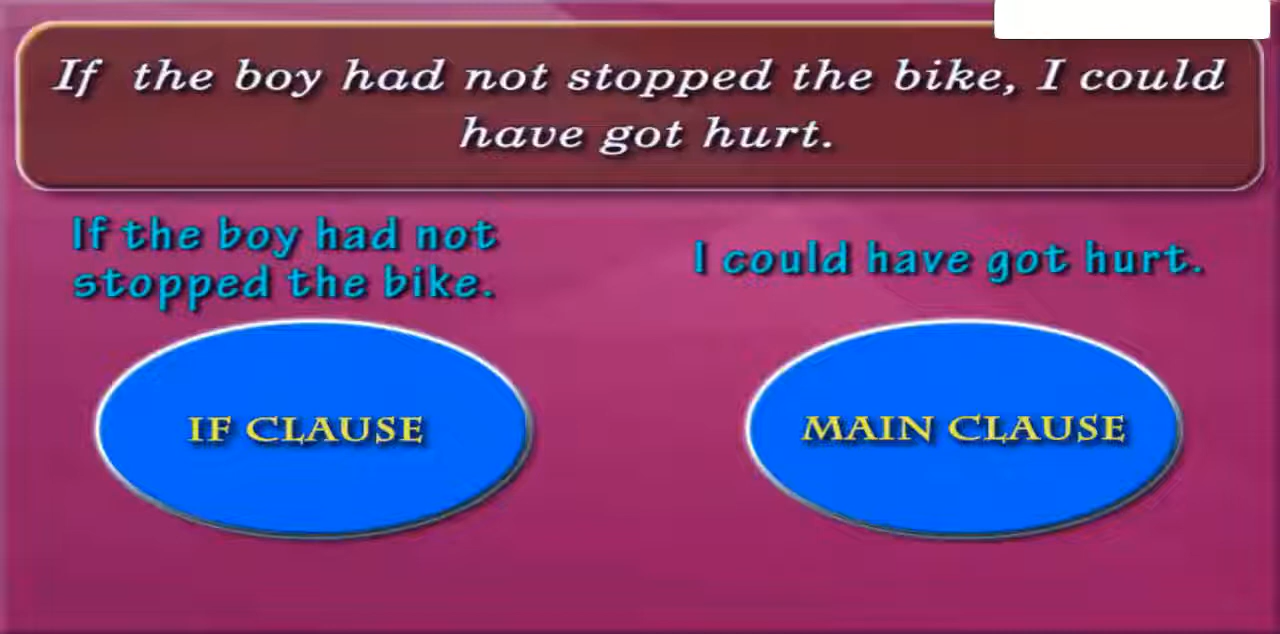 If the boy had not stopped the bike, I could
have got hurt.
If the boy had not
stopped the bike.
I could have got hurt.
IF CLAUSE
MAIN CLAUSE